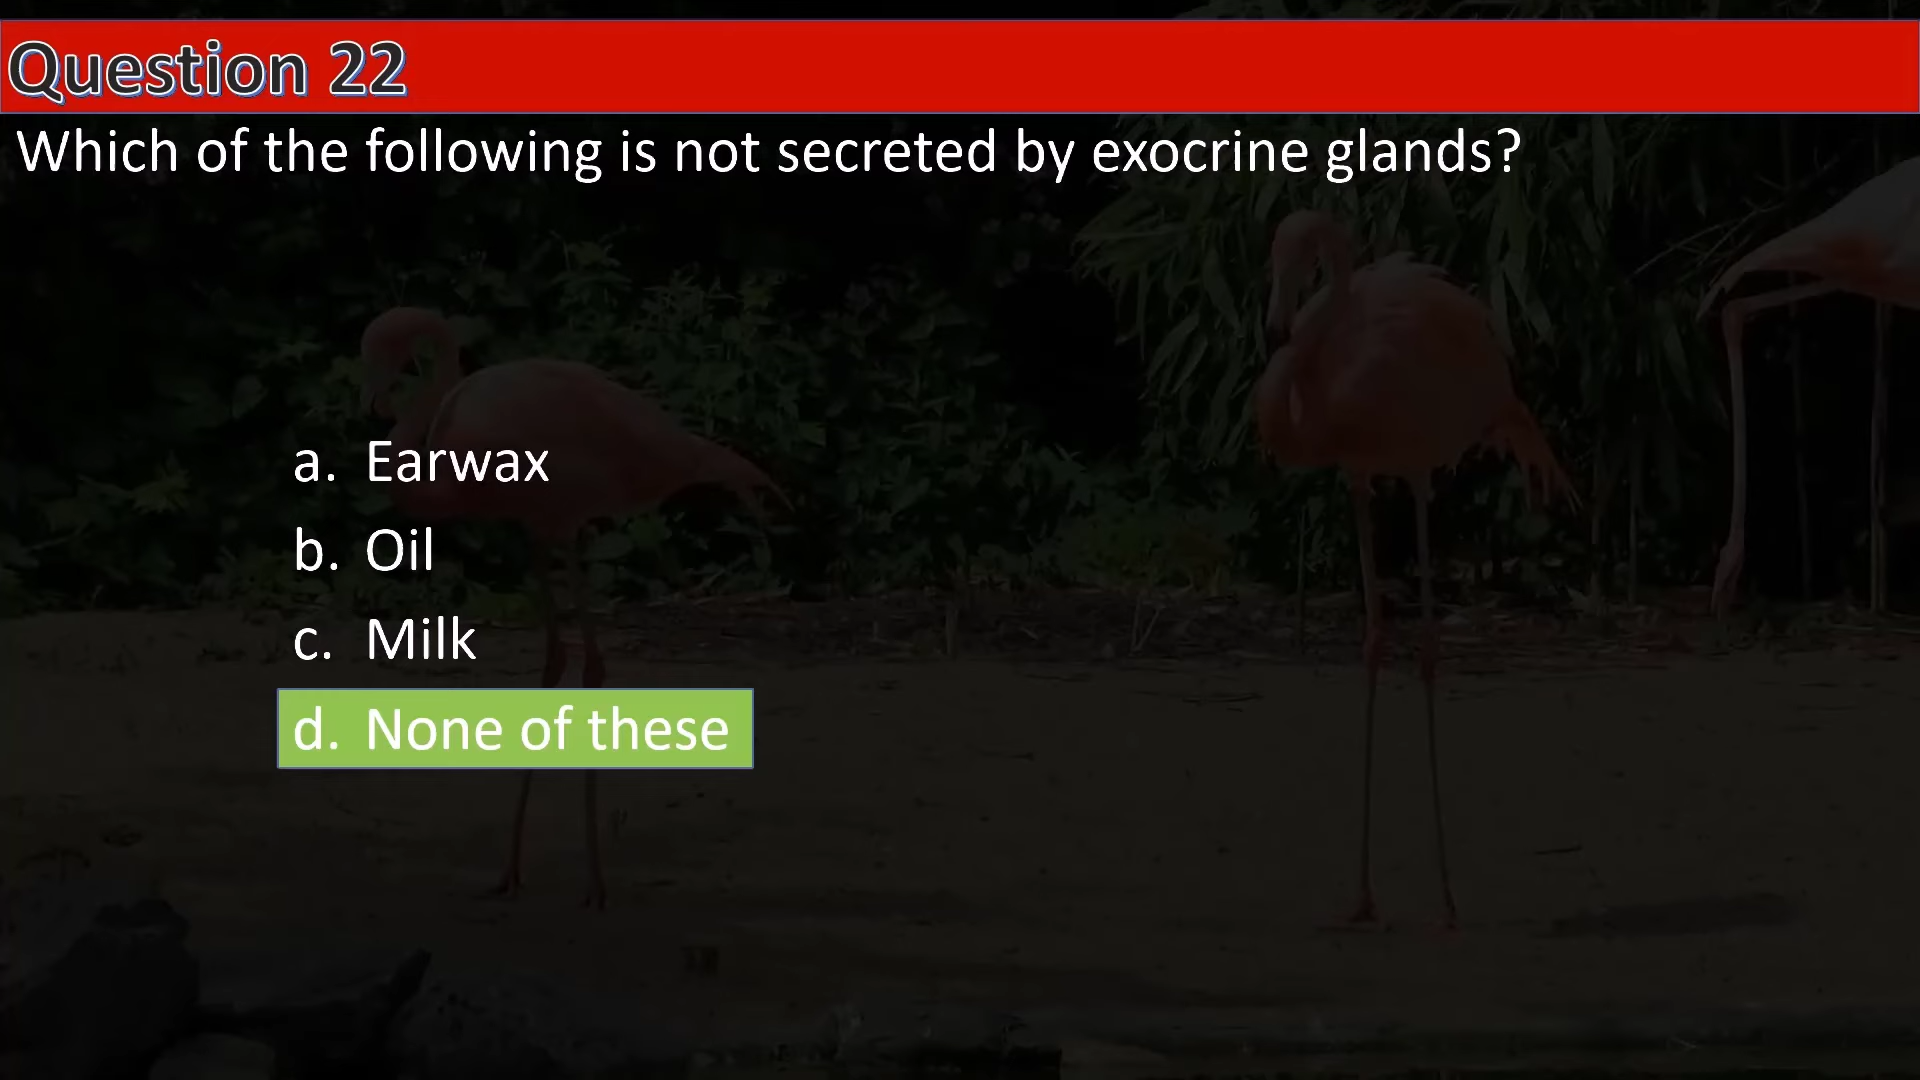 Question 22
Which of the following is not secreted by exocrine glands?
a. Earwax
b. Oil
c. Milk
d. None of these